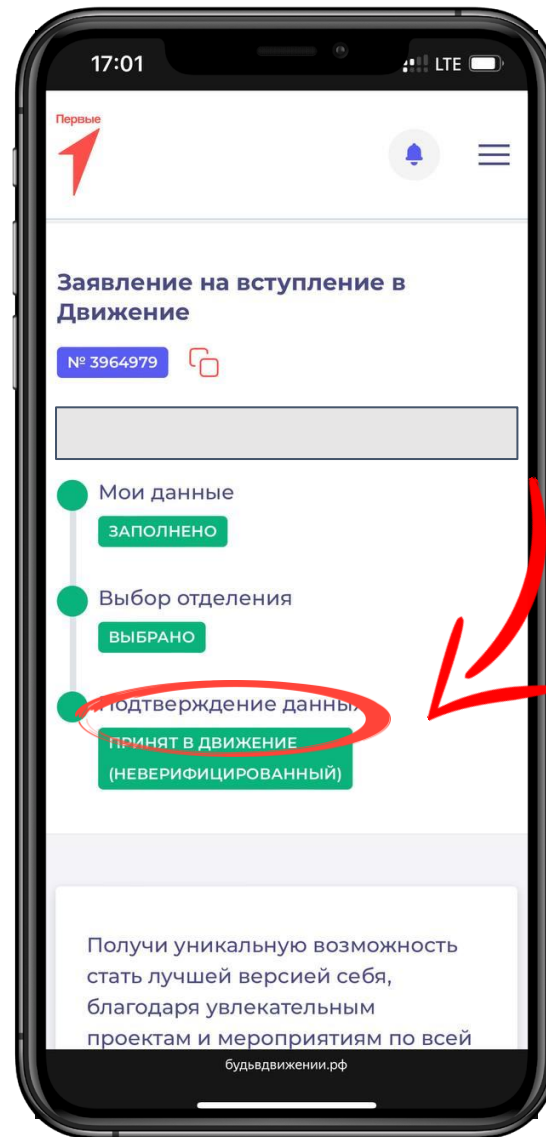 17:01
LTE
Первые
Заявление на вступление в
Движение
№ 3964979
Мои данные
ЗАПОЛНЕНО
Выбор отделения
ВЫБРАНО
Подтверждение данных
ПРИНЯТ В ДВИЖЕНИЕ
(НЕВЕРИФИЦИРОВАННЫЙ)
Получи уникальную возможность
стать лучшей версией себя,
благодаря увлекательным
проектам и мероприятиям по всей
будьвдвижении.рф